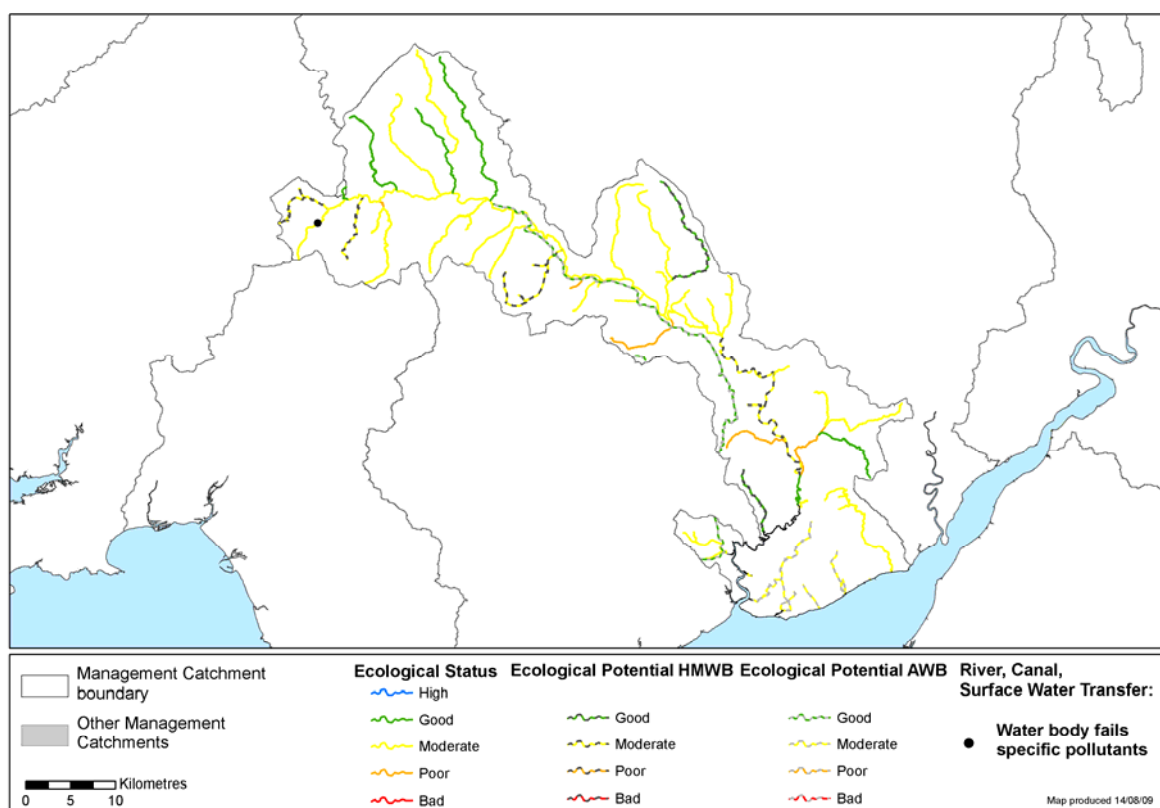 Management Catchment
boundary
Other Management
Catchments
Kilometres
0 5 10
Ecological Status
High
Good
Moderate
Poor
Bad
Ecological Potential HMWB
Good
Moderate
Poor
Bad
Ecological Potential AWB
Good
Moderate
Poor
Bad
River, Canal,
Surface Water Transfer:
Water body fails
specific pollutants
Map produced 14/08/09